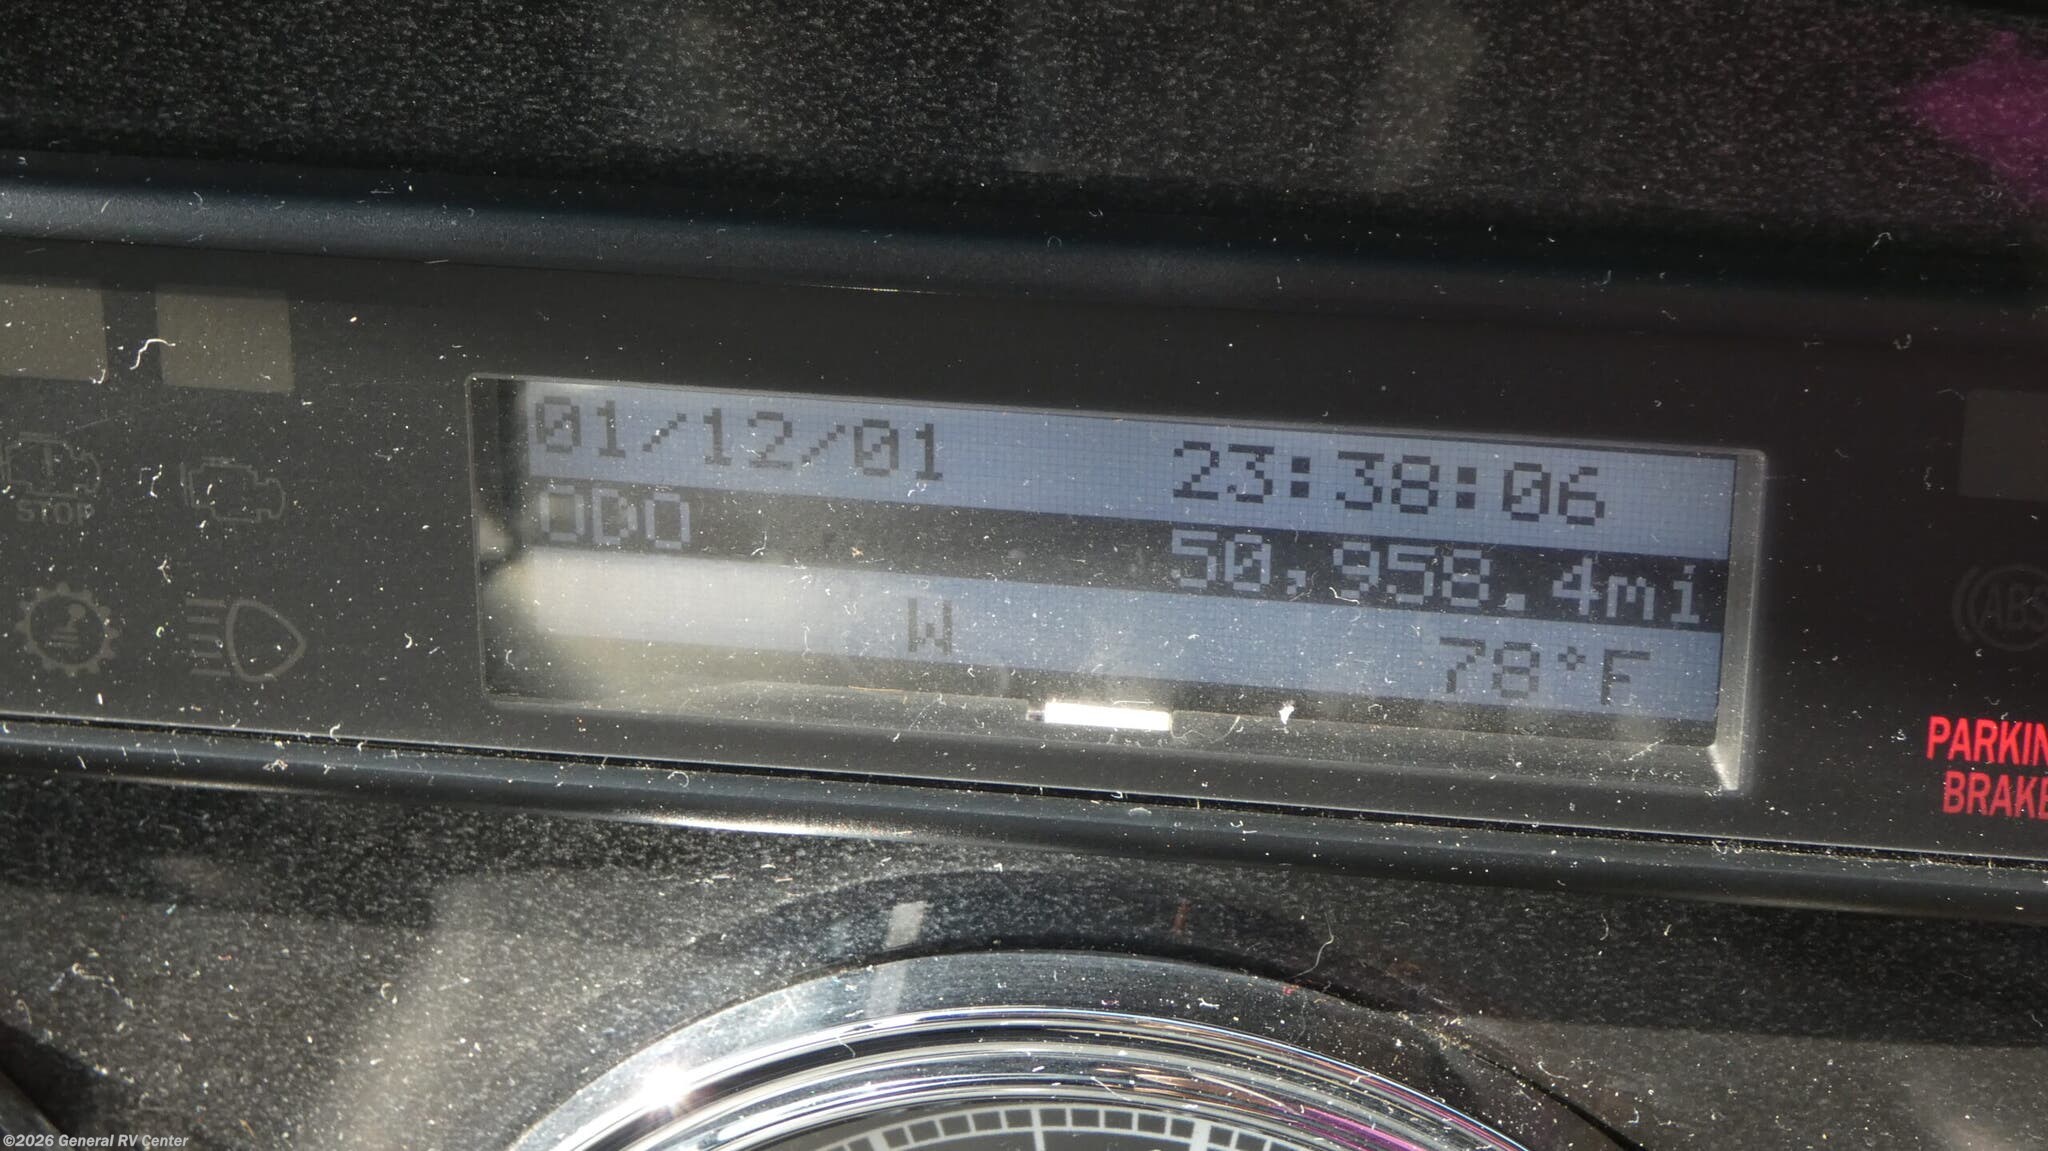 01/12/01 23:38:06
ODO 50,958.4mi
W 78°F
STOP
ABS
PARKIN
BRAKE
©2026 General RV Center